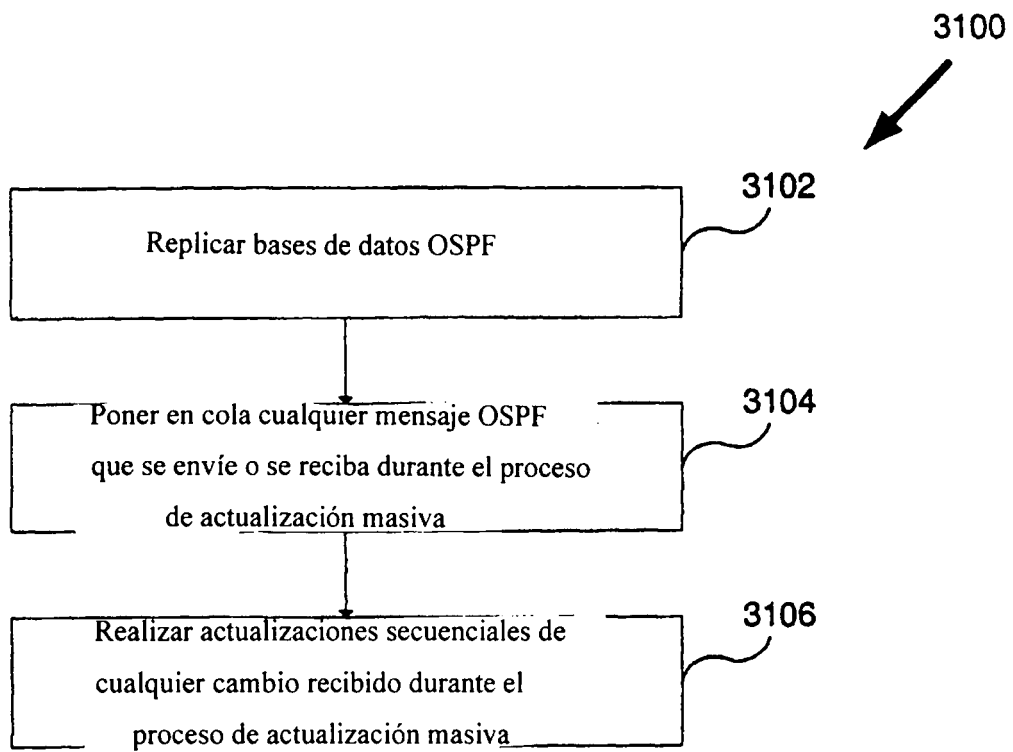 3100
3102
Replicar bases de datos OSPF
3104
Poner en cola cualquier mensaje OSPF
que se envíe o se reciba durante el proceso
de actualización masiva
3106
Realizar actualizaciones secuenciales de
cualquier cambio recibido durante el
proceso de actualización masiva